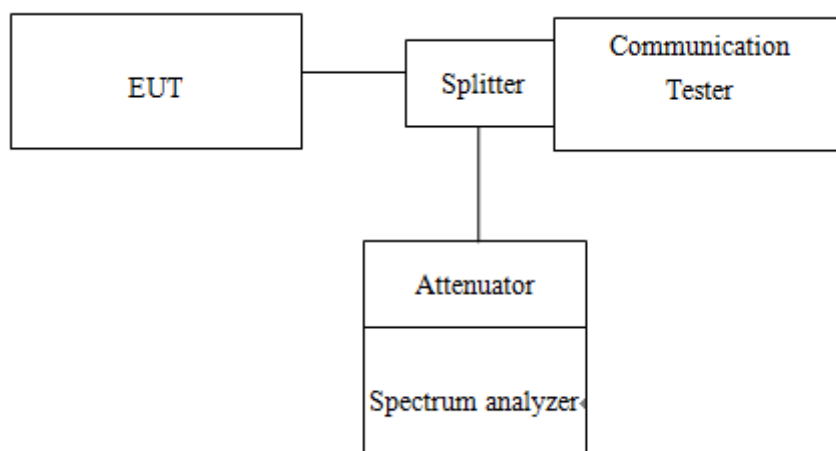 EUT
Splitter
Communication
Tester
Attenuator
Spectrum analyzer